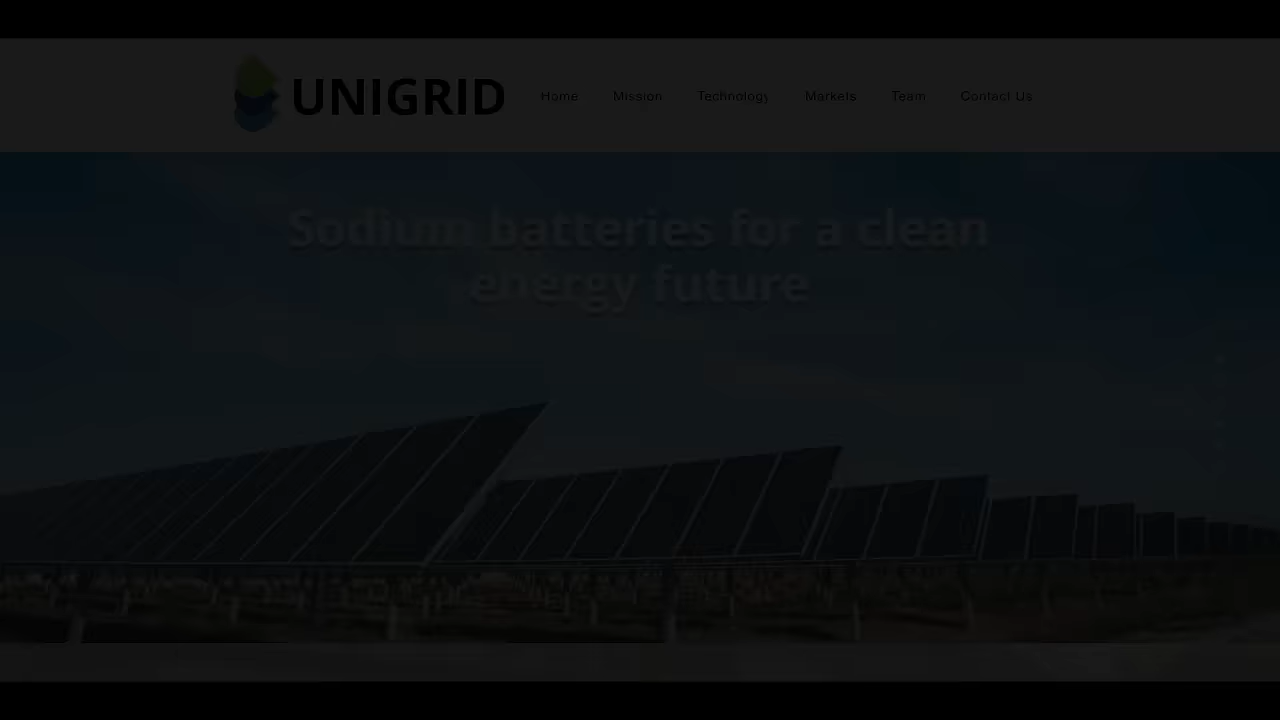 UNIGRID
Home Mission Technology Markets Team Contact Us
Sodium batteries for a clean
energy future